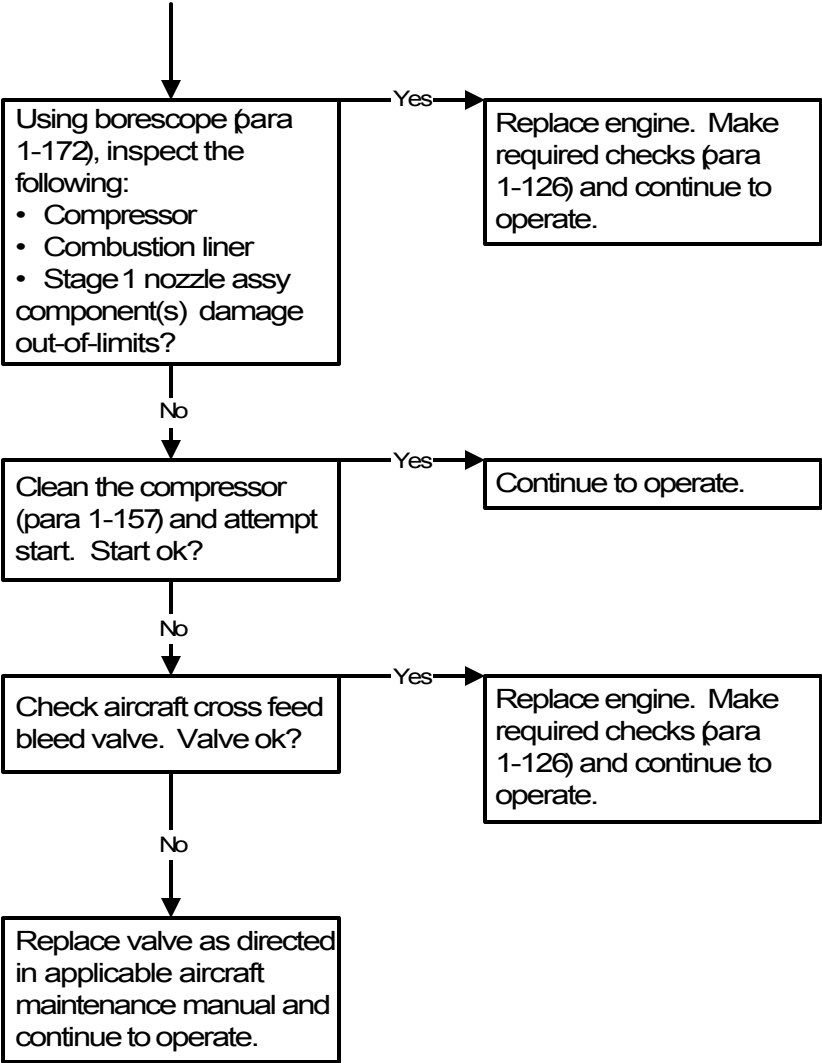 Yes
Using borescope (para
1-172), inspect the
following:
• Compressor
• Combustion liner
• Stage 1 nozzle assy
component(s) damage
out-of-limits?
Replace engine. Make
required checks (para
1-126) and continue to
operate.
No
Yes
Clean the compressor
(para 1-157) and attempt
start. Start ok?
Continue to operate.
No
Yes
Check aircraft cross feed
bleed valve. Valve ok?
Replace engine. Make
required checks (para
1-126) and continue to
operate.
No
Replace valve as directed
in applicable aircraft
maintenance manual and
continue to operate.